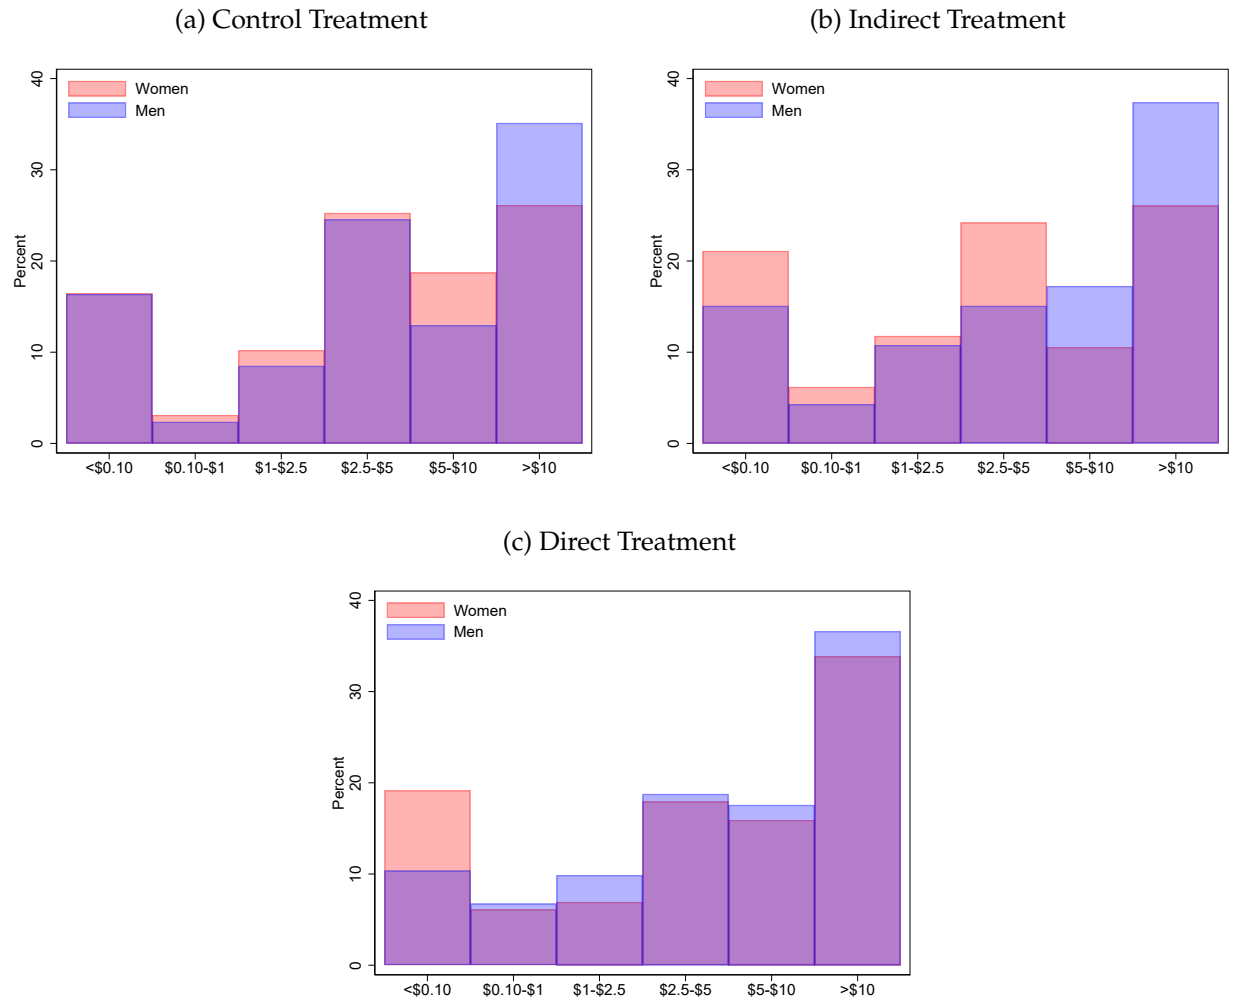 (a) Control Treatment
Women
Men
Percent
0
10
20
30
40
<$0.10
$0.10-$1
$1-$2.5
$2.5-$5
$5-$10
>$10
(b) Indirect Treatment
Women
Men
Percent
0
10
20
30
40
<$0.10
$0.10-$1
$1-$2.5
$2.5-$5
$5-$10
>$10
(c) Direct Treatment
Women
Men
Percent
0
10
20
30
40
<$0.10
$0.10-$1
$1-$2.5
$2.5-$5
$5-$10
>$10